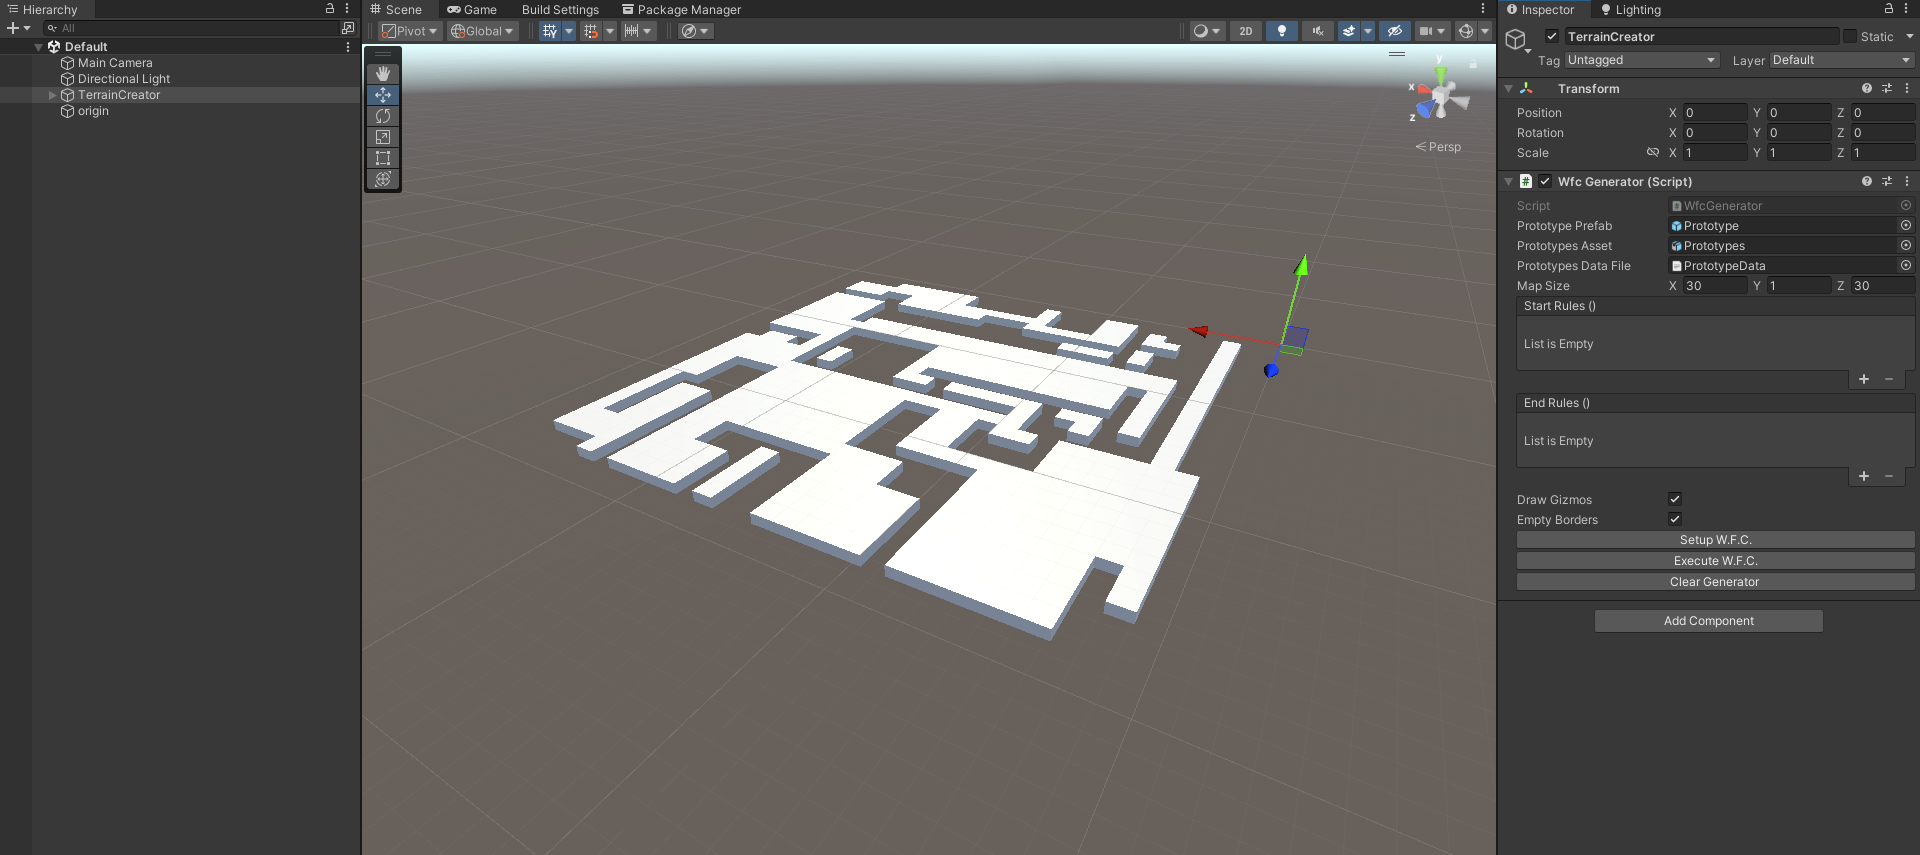 Hierarchy
All
Default
Main Camera
Directional Light
TerrainCreator
origin
Scene Game Build Settings Package Manager
Pivot Global 2D
y
x
z
Persp
Inspector Lighting
TerrainCreator Static
Tag Untagged Layer Default
Transform
Position X 0 Y 0 Z 0
Rotation X 0 Y 0 Z 0
Scale X 1 Y 1 Z 1
# Wfc Generator (Script)
Script # WfcGenerator
Prototype Prefab Prototype
Prototypes Asset Prototypes
Prototypes Data File PrototypeData
Map Size X 30 Y 1 Z 30
Start Rules ()
List is Empty
+ −
End Rules ()
List is Empty
+ −
Draw Gizmos
Empty Borders
Setup W.F.C.
Execute W.F.C.
Clear Generator
Add Component